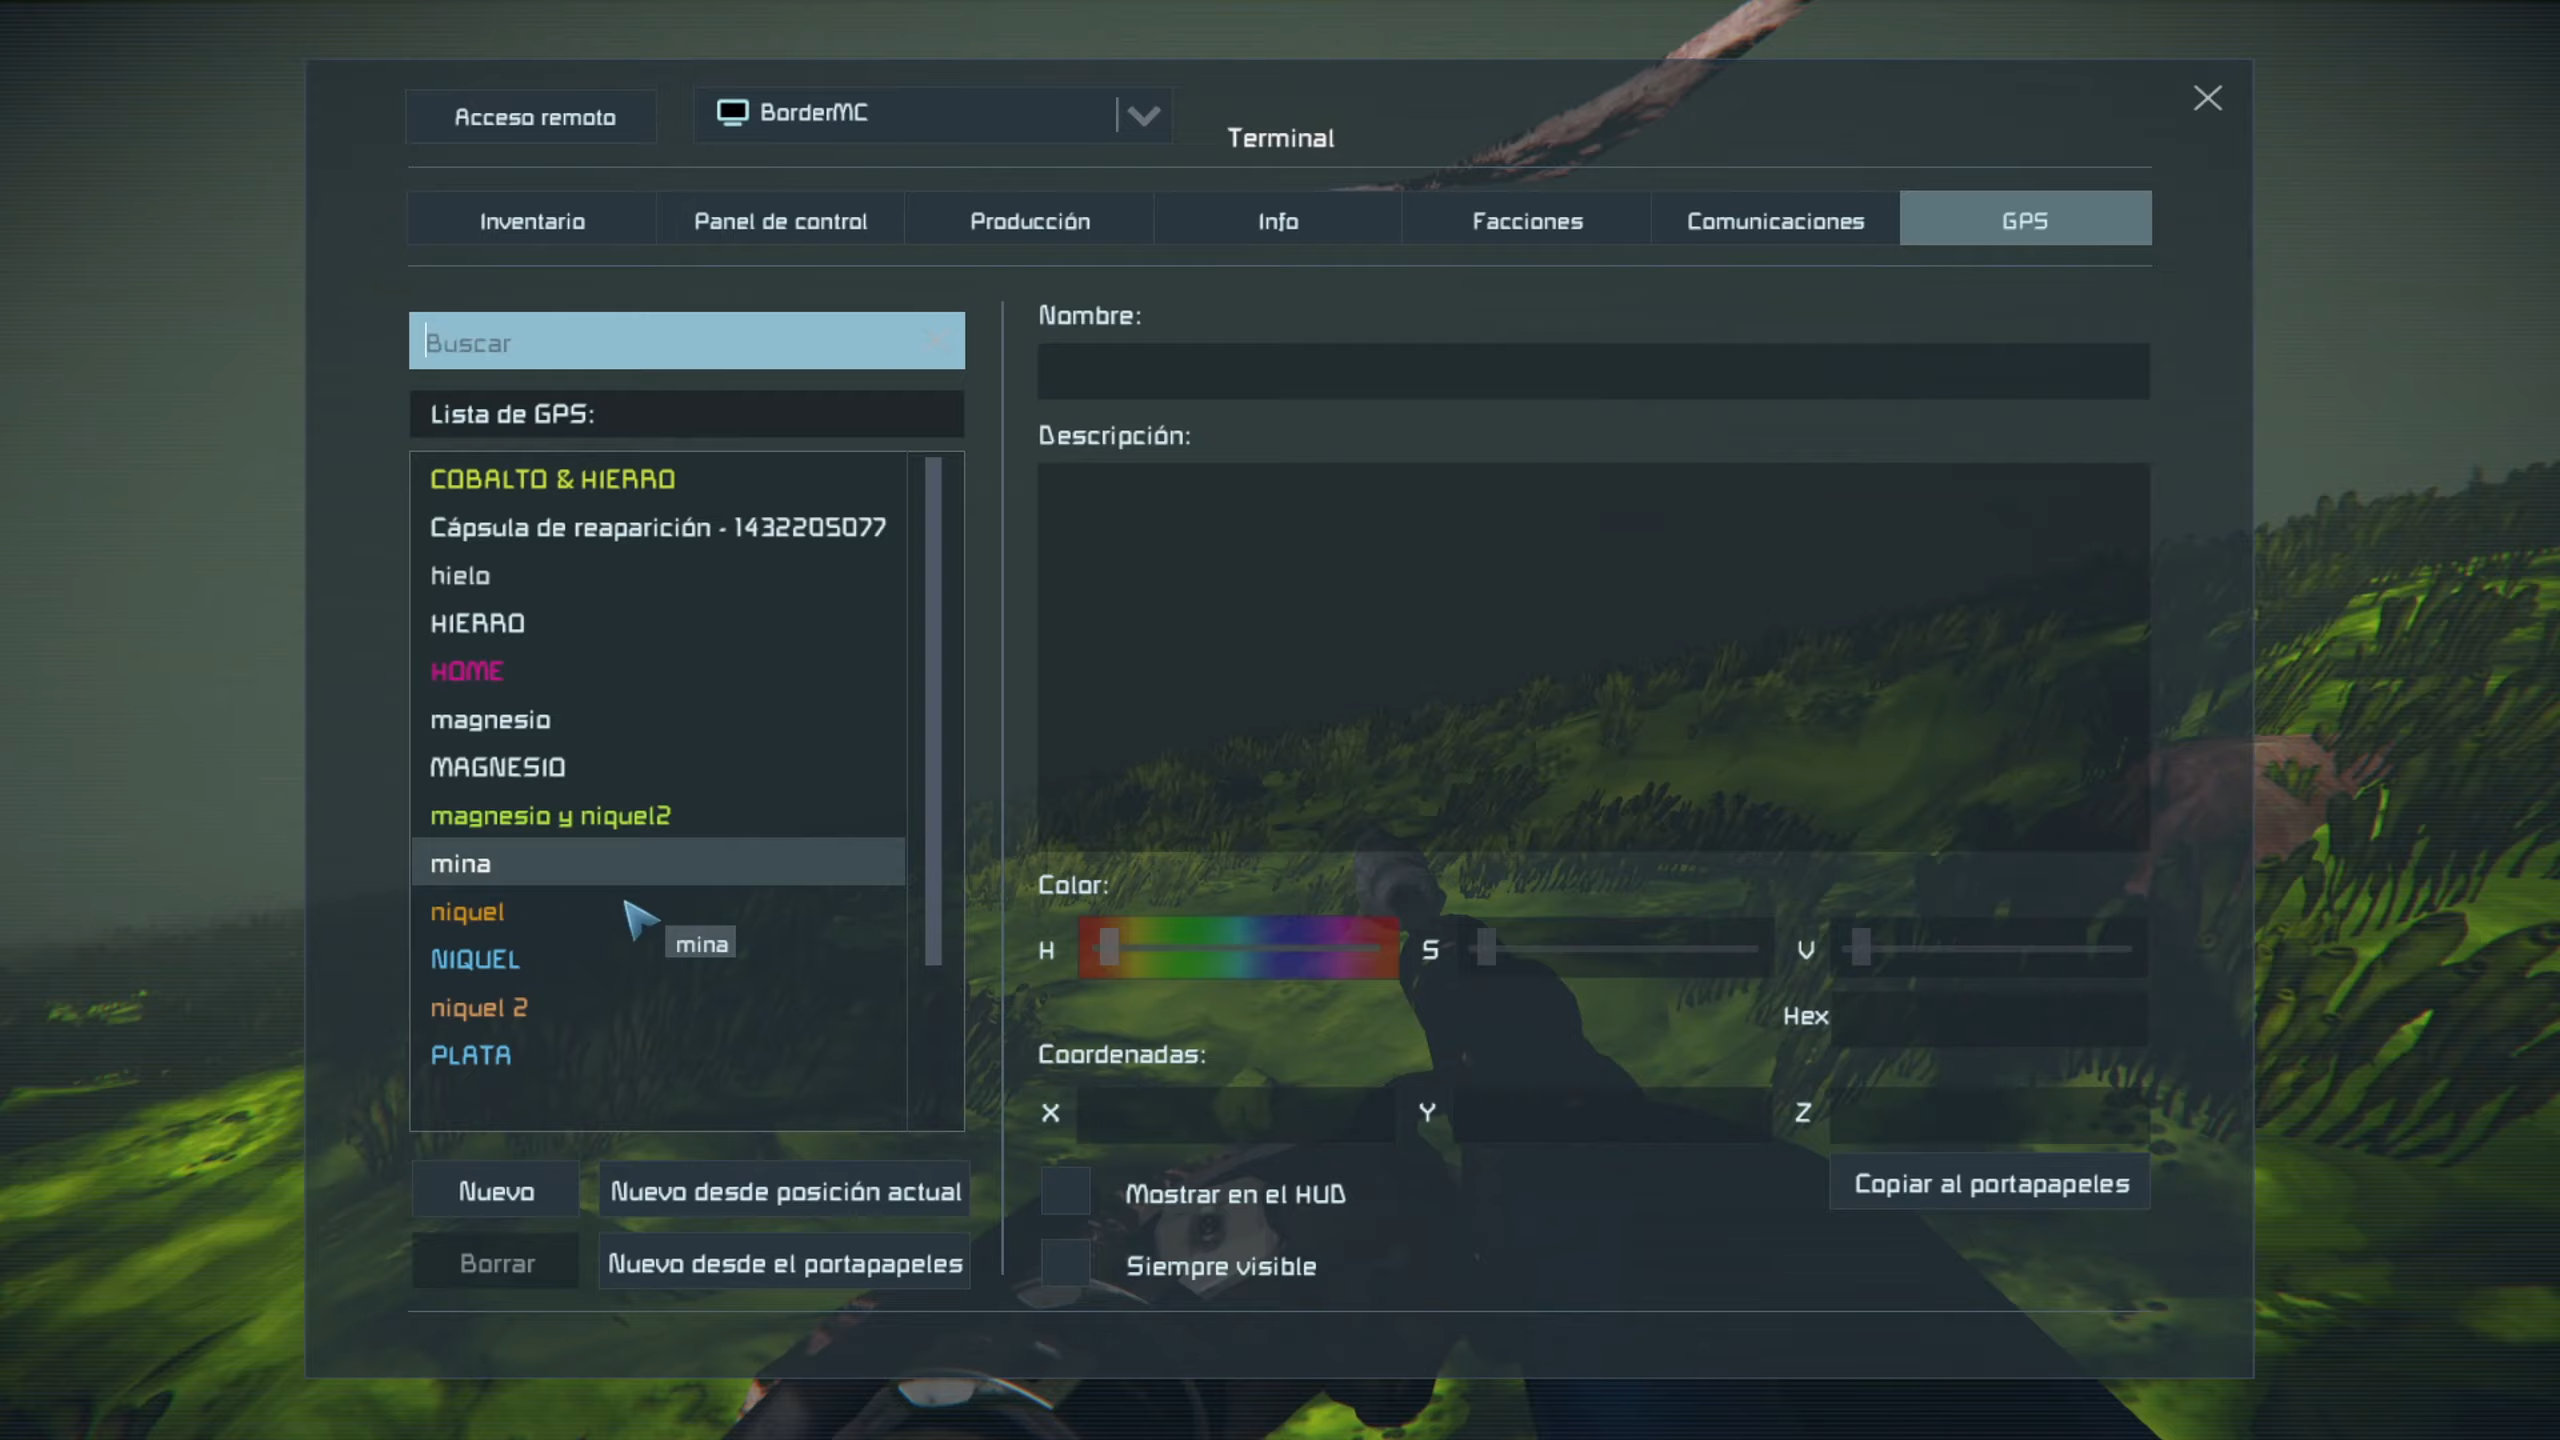 Acceso remoto
BorderMC
Terminal
Inventario
Panel de control
Producción
Info
Facciones
Comunicaciones
GPS
Buscar
Lista de GPS:
COBALTO & HIERRO
Cápsula de reaparición - 1432205077
hielo
HIERRO
HOME
magnesio
MAGNESIO
magnesio y niquel2
mina
niquel
mina
NIQUEL
niquel 2
PLATA
Nuevo
Nuevo desde posición actual
Borrar
Nuevo desde el portapapeles
Nombre:
Descripción:
Color:
H
S
V
Hex
Coordenadas:
X
Y
Z
Mostrar en el HUD
Copiar al portapapeles
Siempre visible